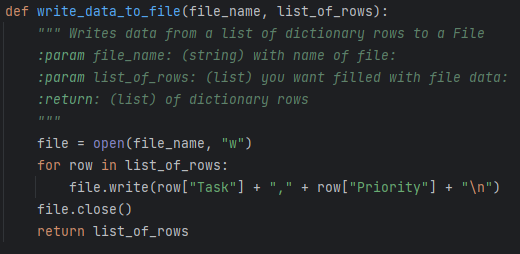 def write_data_to_file(file_name, list_of_rows):
    """ Writes data from a list of dictionary rows to a File
    :param file_name: (string) with name of file:
    :param list_of_rows: (list) you want filled with file data:
    :return: (list) of dictionary rows
    """
    file = open(file_name, "w")
    for row in list_of_rows:
        file.write(row["Task"] + "," + row["Priority"] + "\n")
    file.close()
    return list_of_rows